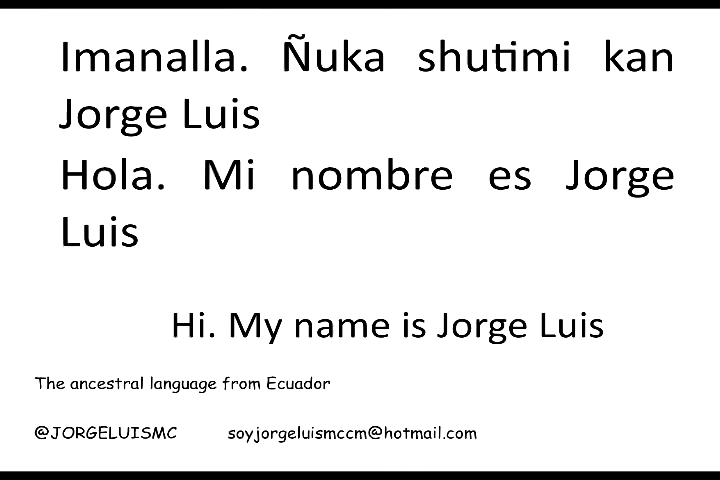 Imanalla. Ñuka shutimi kan
Jorge Luis
Hola. Mi nombre es Jorge
Luis
Hi. My name is Jorge Luis
The ancestral language from Ecuador
@JORGELUISMC soyjorgeluismccm@hotmail.com